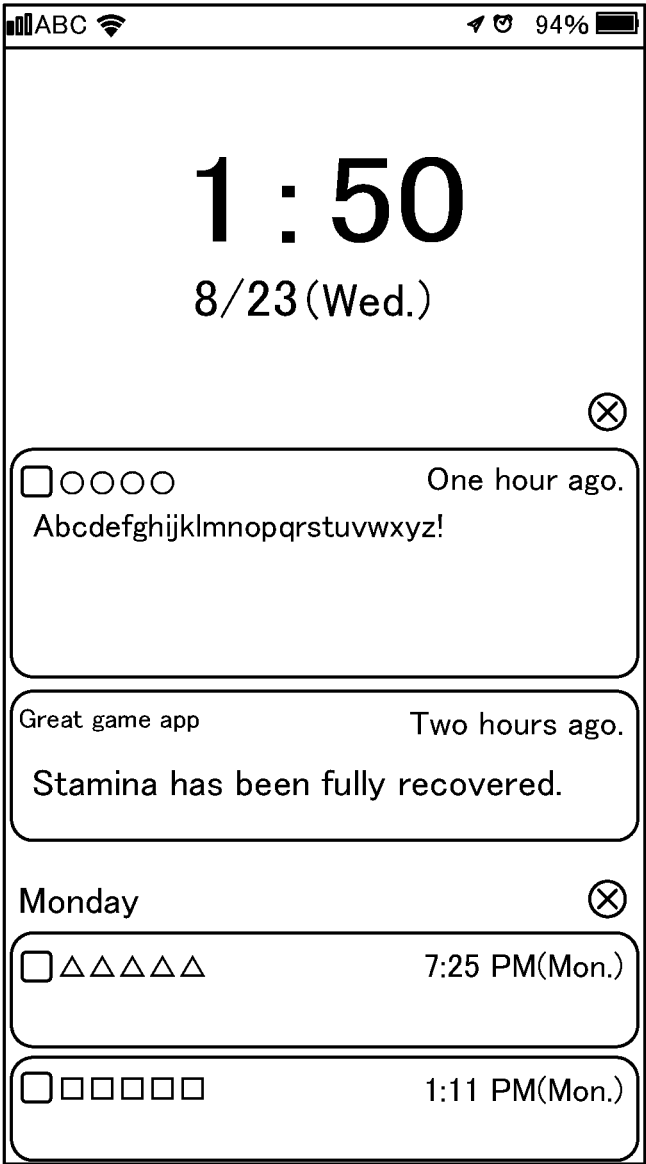 ABC 94%
1:50
8/23(Wed.)
○○○○ One hour ago.
Abcdefghijklmnopqrstuvwxyz!
Great game app Two hours ago.
Stamina has been fully recovered.
Monday
△△△△△ 7:25 PM(Mon.)
□□□□□ 1:11 PM(Mon.)